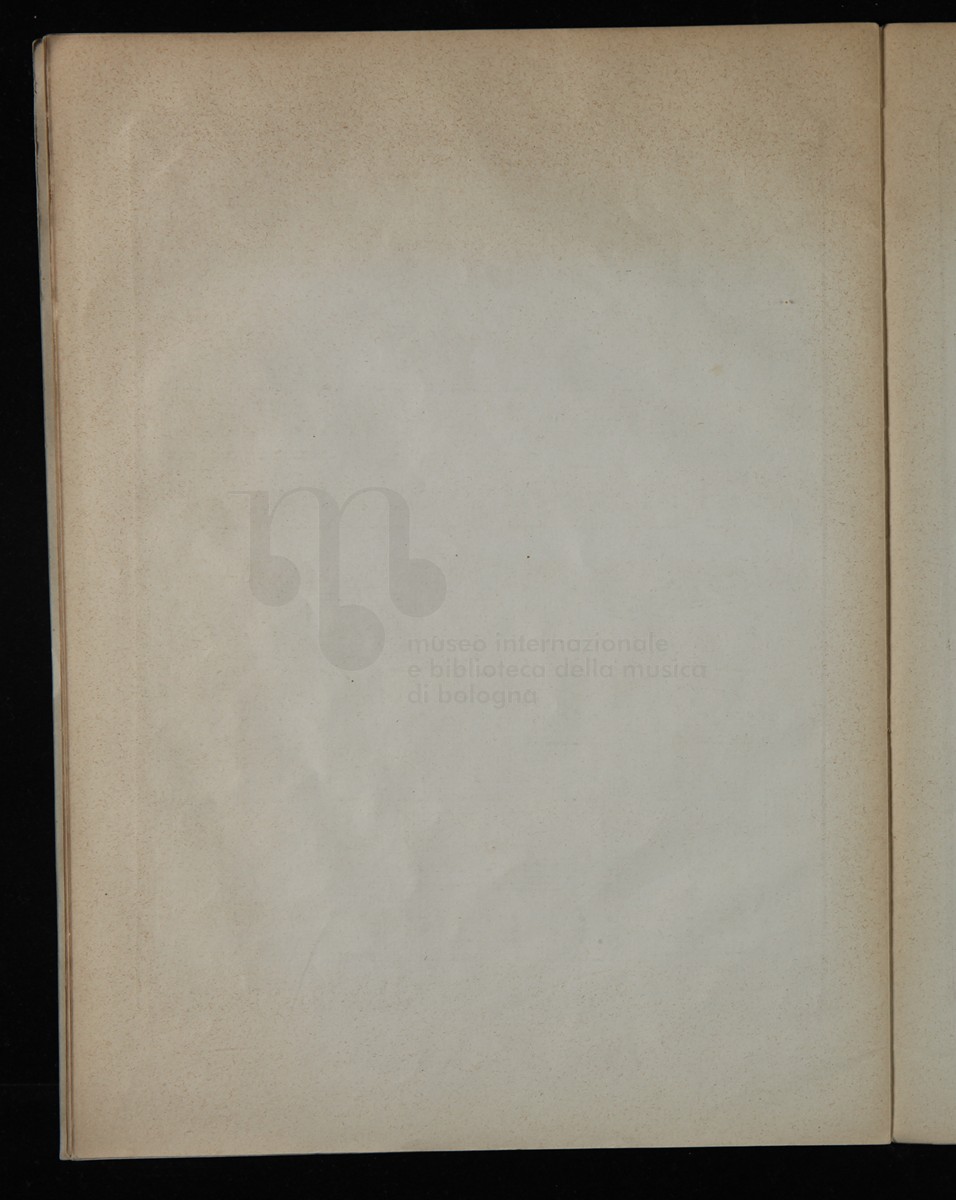 museo internazionale
e biblioteca della musica
di bologna